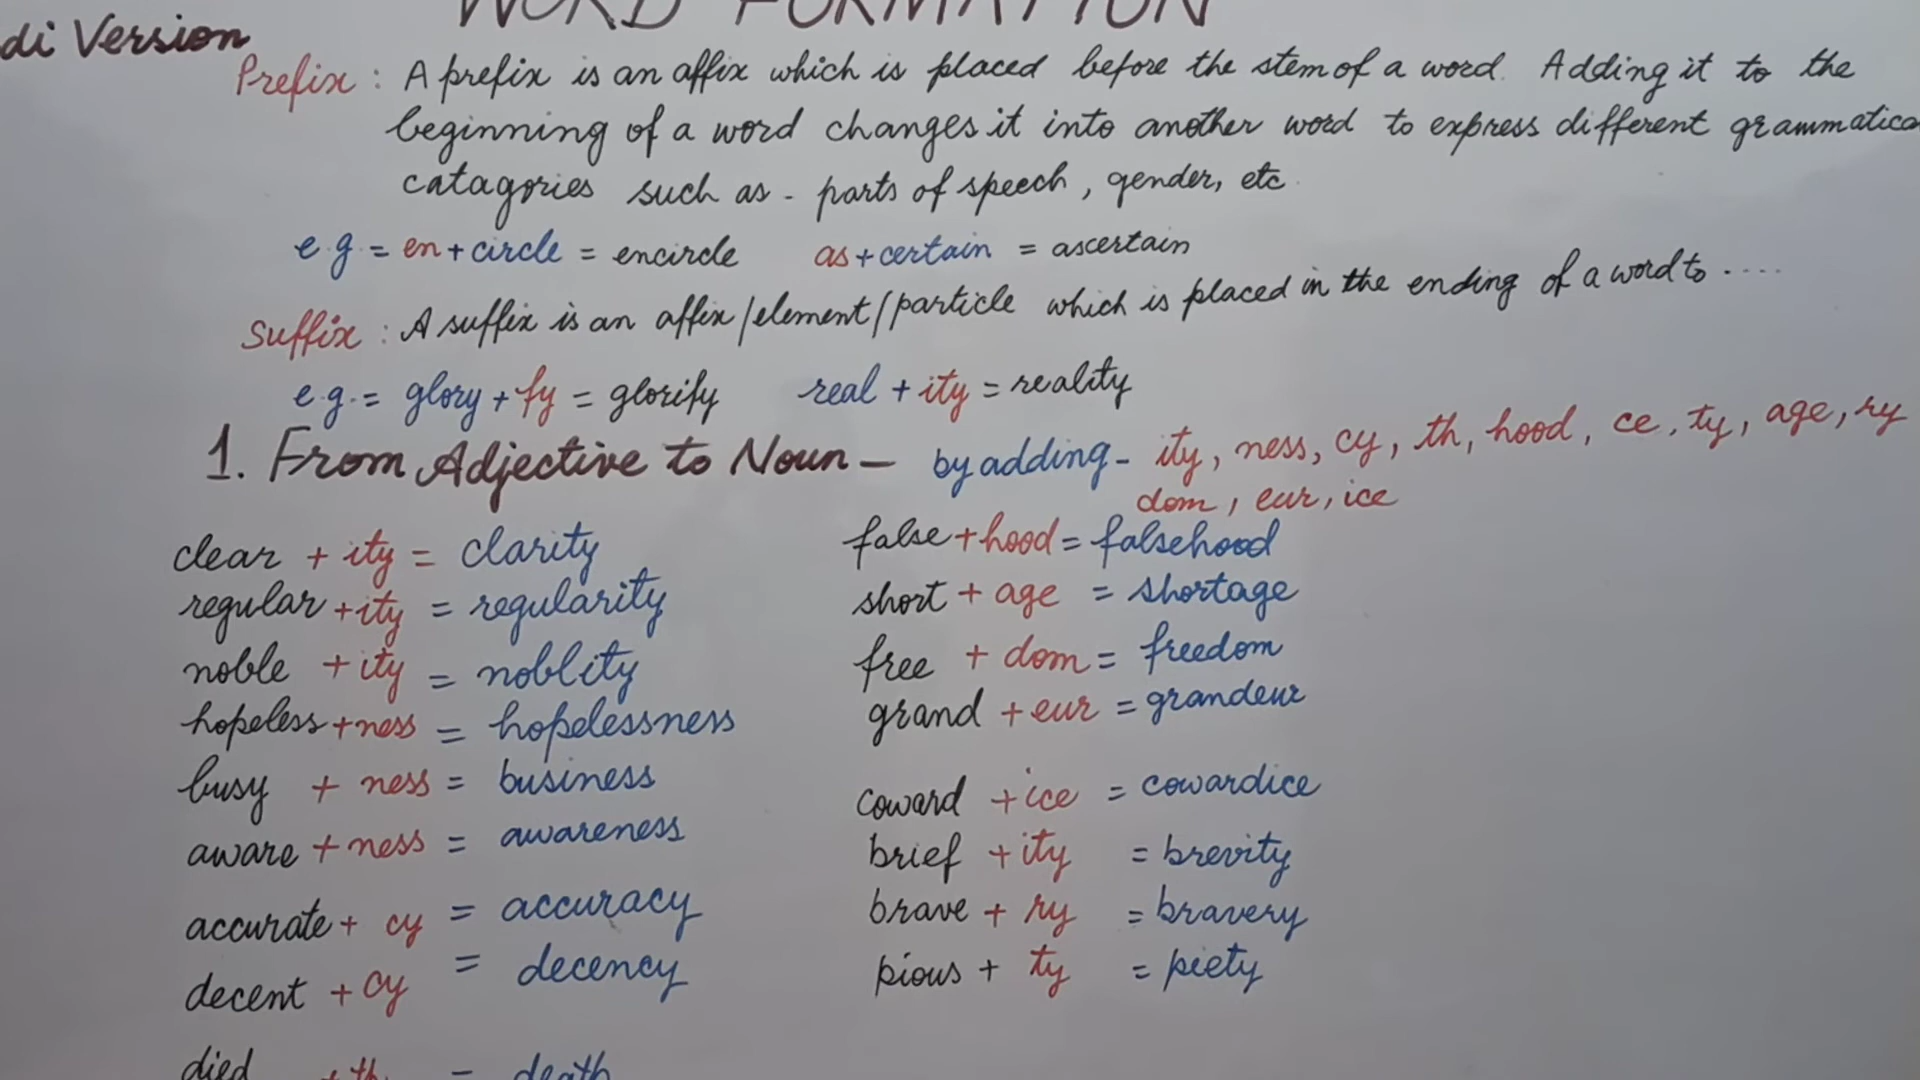 WORD FORMATION
di Version
Prefix : A prefix is an affix which is placed before the stem of a word. Adding it to the
beginning of a word changes it into another word to express different grammatica
catagories such as - parts of speech, gender, etc.
e.g = en + circle = encircle as + certain = ascertain
Suffix : A suffix is an affix/element/particle which is placed in the ending of a word to .....
e.g. = glory + fy = glorify real + ity = reality
1. From Adjective to Noun – by adding - ity, ness, cy, th, hood, ce, ty, age, ry
dom, eur, ice
clear + ity = clarity
regular + ity = regularity
noble + ity = noblity
hopeless + ness = hopelessness
busy + ness = business
aware + ness = awareness
accurate + cy = accuracy
decent + cy = decency
died + th = death
false + hood = falsehood
short + age = shortage
free + dom = freedom
grand + eur = grandeur
coward + ice = cowardice
brief + ity = brevity
brave + ry = bravery
pious + ty = piety